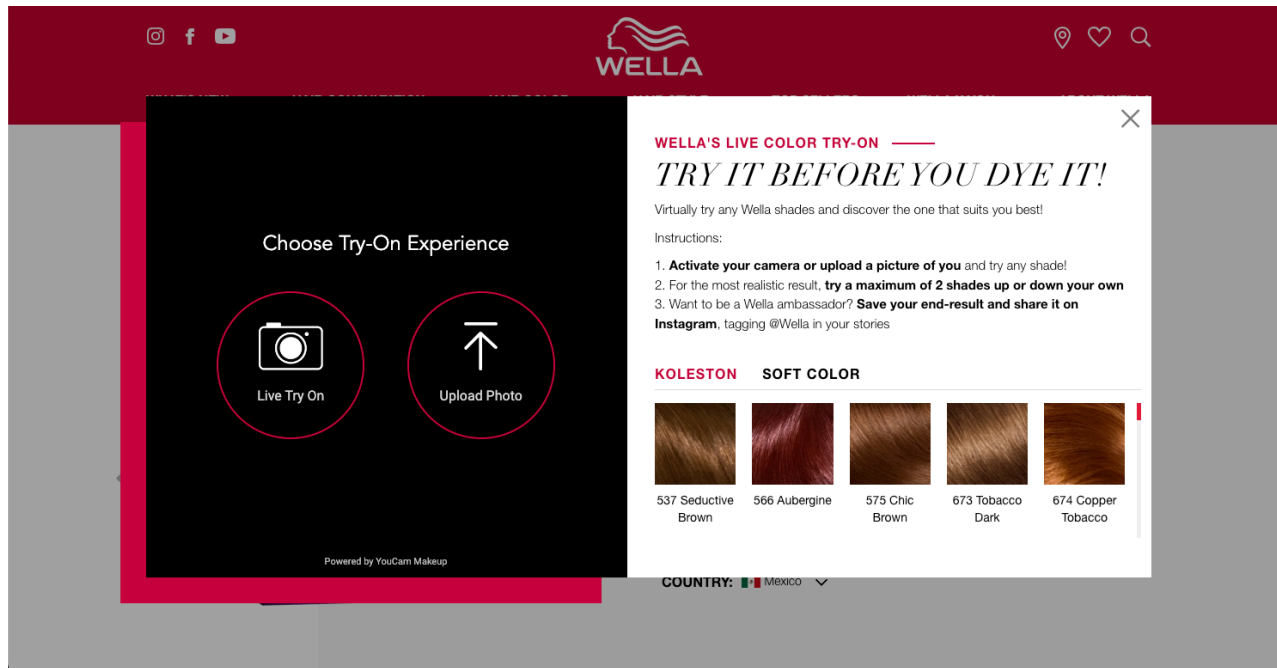 WELLA
WELLA'S LIVE COLOR TRY-ON
TRY IT BEFORE YOU DYE IT!
Virtually try any Wella shades and discover the one that suits you best!
Instructions:
1. Activate your camera or upload a picture of you and try any shade!
2. For the most realistic result, try a maximum of 2 shades up or down your own
3. Want to be a Wella ambassador? Save your end-result and share it on
Instagram, tagging @Wella in your stories
Choose Try-On Experience
Live Try On
Upload Photo
Powered by YouCam Makeup
KOLESTON SOFT COLOR
537 Seductive
Brown
566 Aubergine
575 Chic
Brown
673 Tobacco
Dark
674 Copper
Tobacco
COUNTRY: Mexico